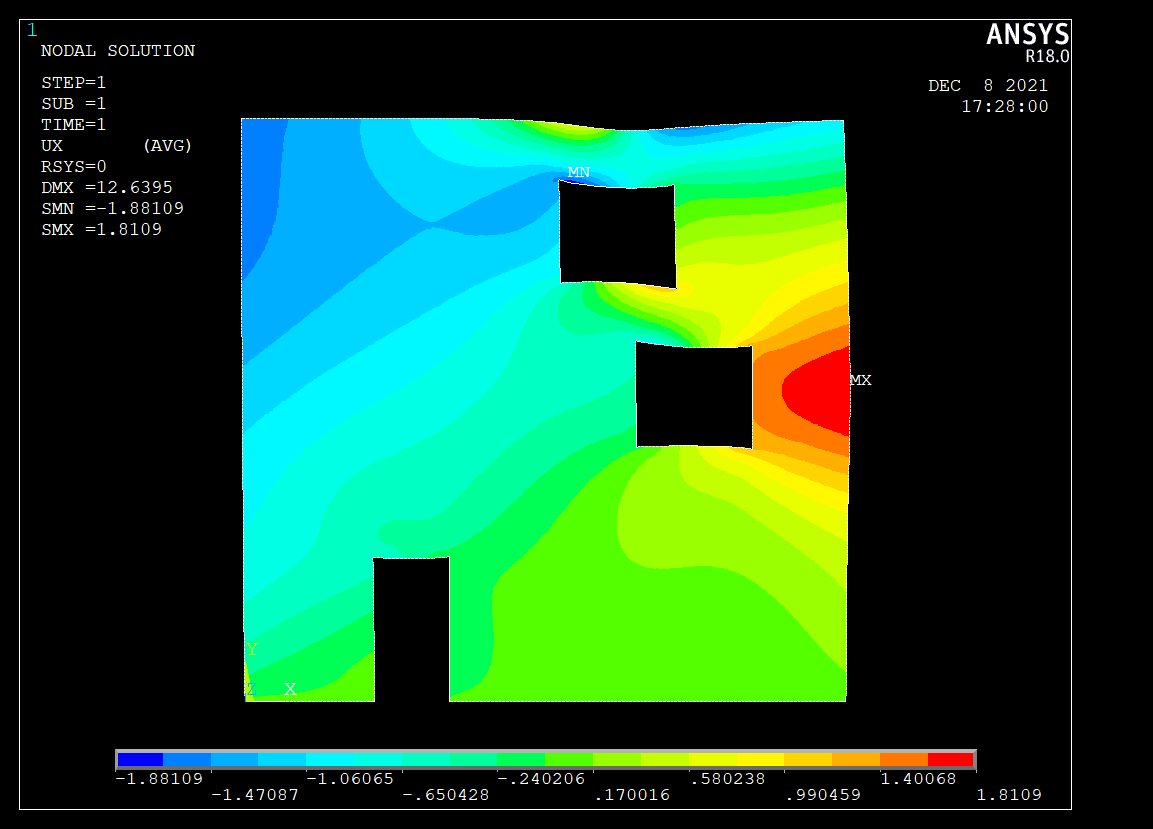 1
ANSYS
R18.0
NODAL SOLUTION
DEC  8 2021
17:28:00
STEP=1
SUB =1
TIME=1
UX       (AVG)
RSYS=0
DMX =12.6395
SMN =-1.88109
SMX =1.8109
MN
MX
Y
Z X
-1.88109 -1.06065 -.240206 .580238 1.40068
-1.47087 -.650428 .170016 .990459 1.8109